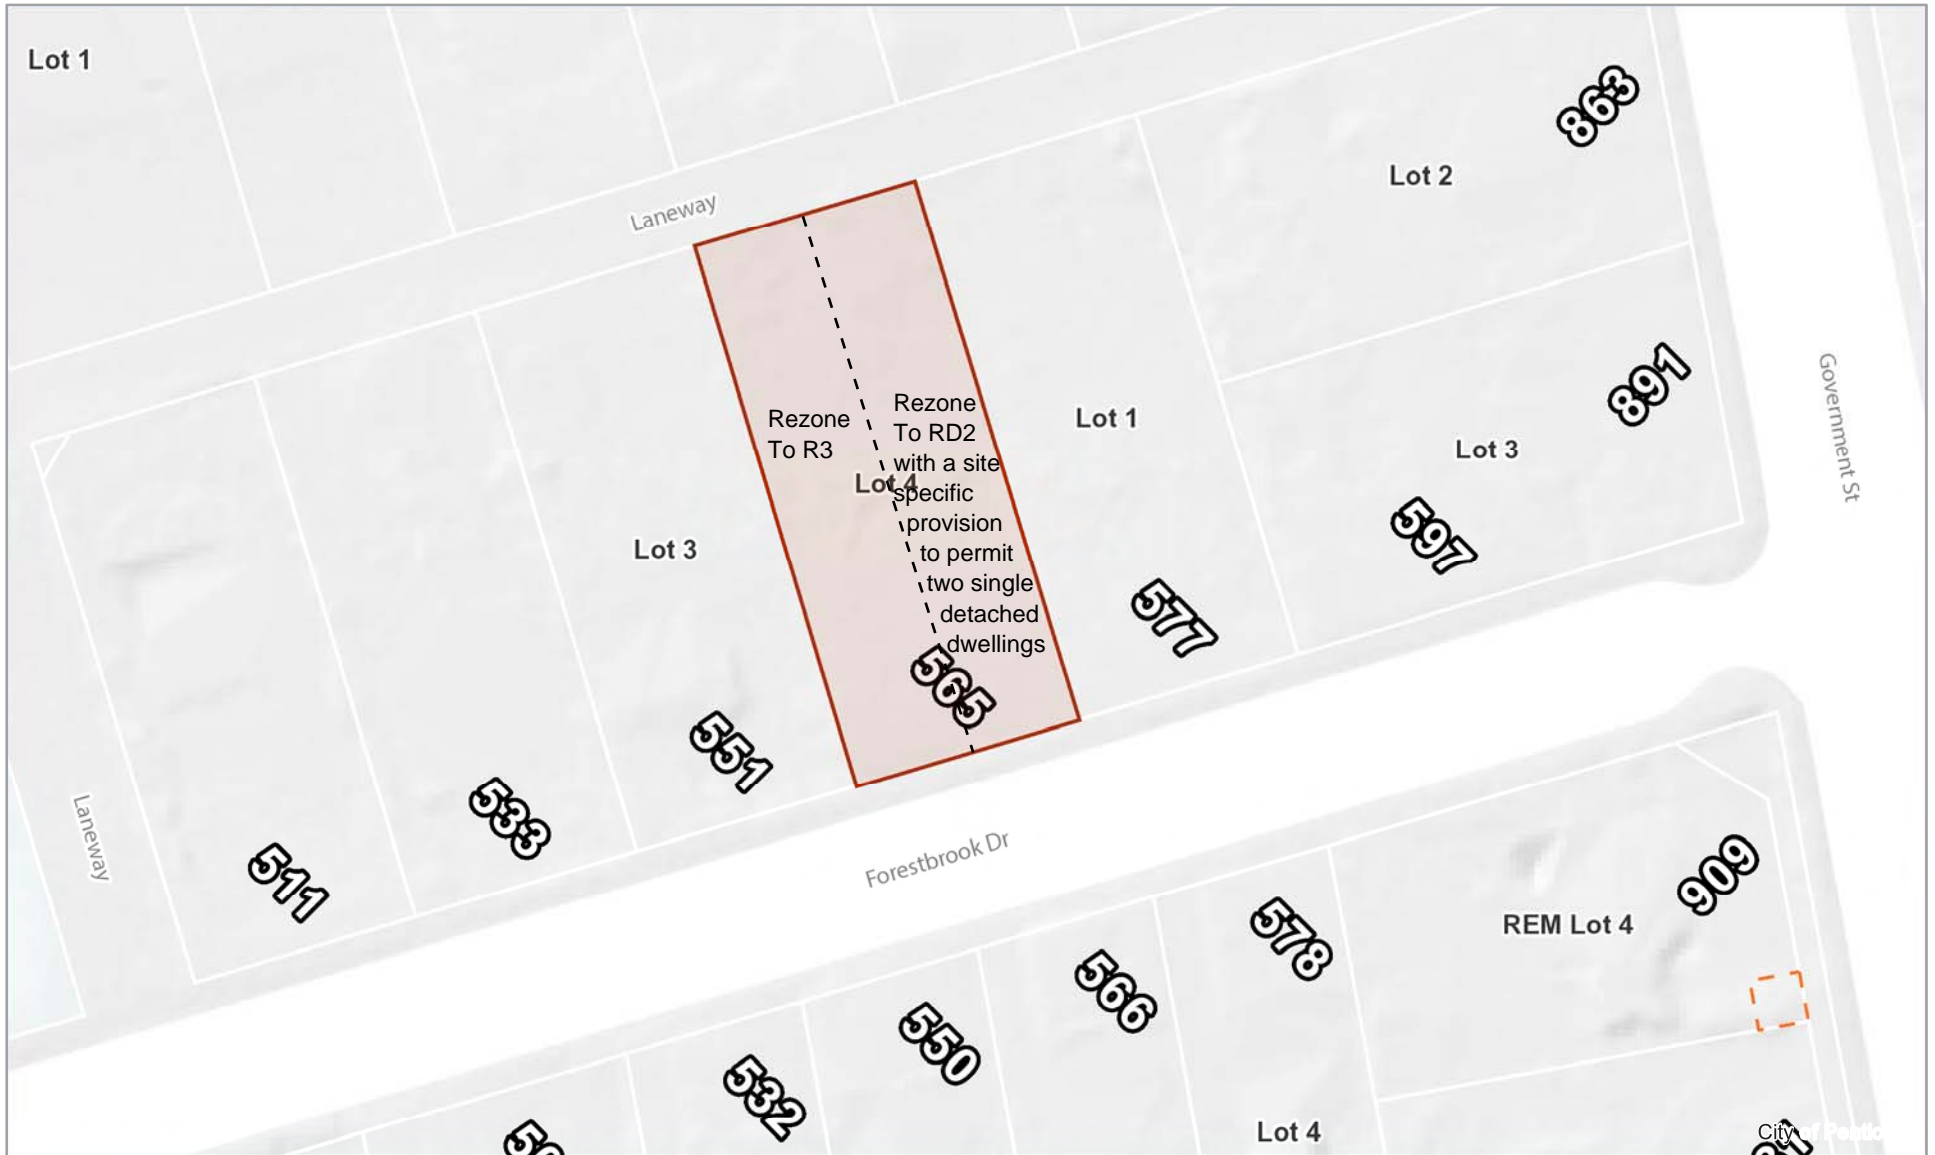 Lot 1
863
Lot 2
Laneway
Government St
891
Rezone
To R3
Rezone
To RD2
with a site
specific
provision
to permit
two single
detached
dwellings
Lot 4
Lot 1
Lot 3
597
Lot 3
577
565
551
533
511
Laneway
Forestbrook Dr
909
REM Lot 4
578
566
550
532
Lot 4
City of